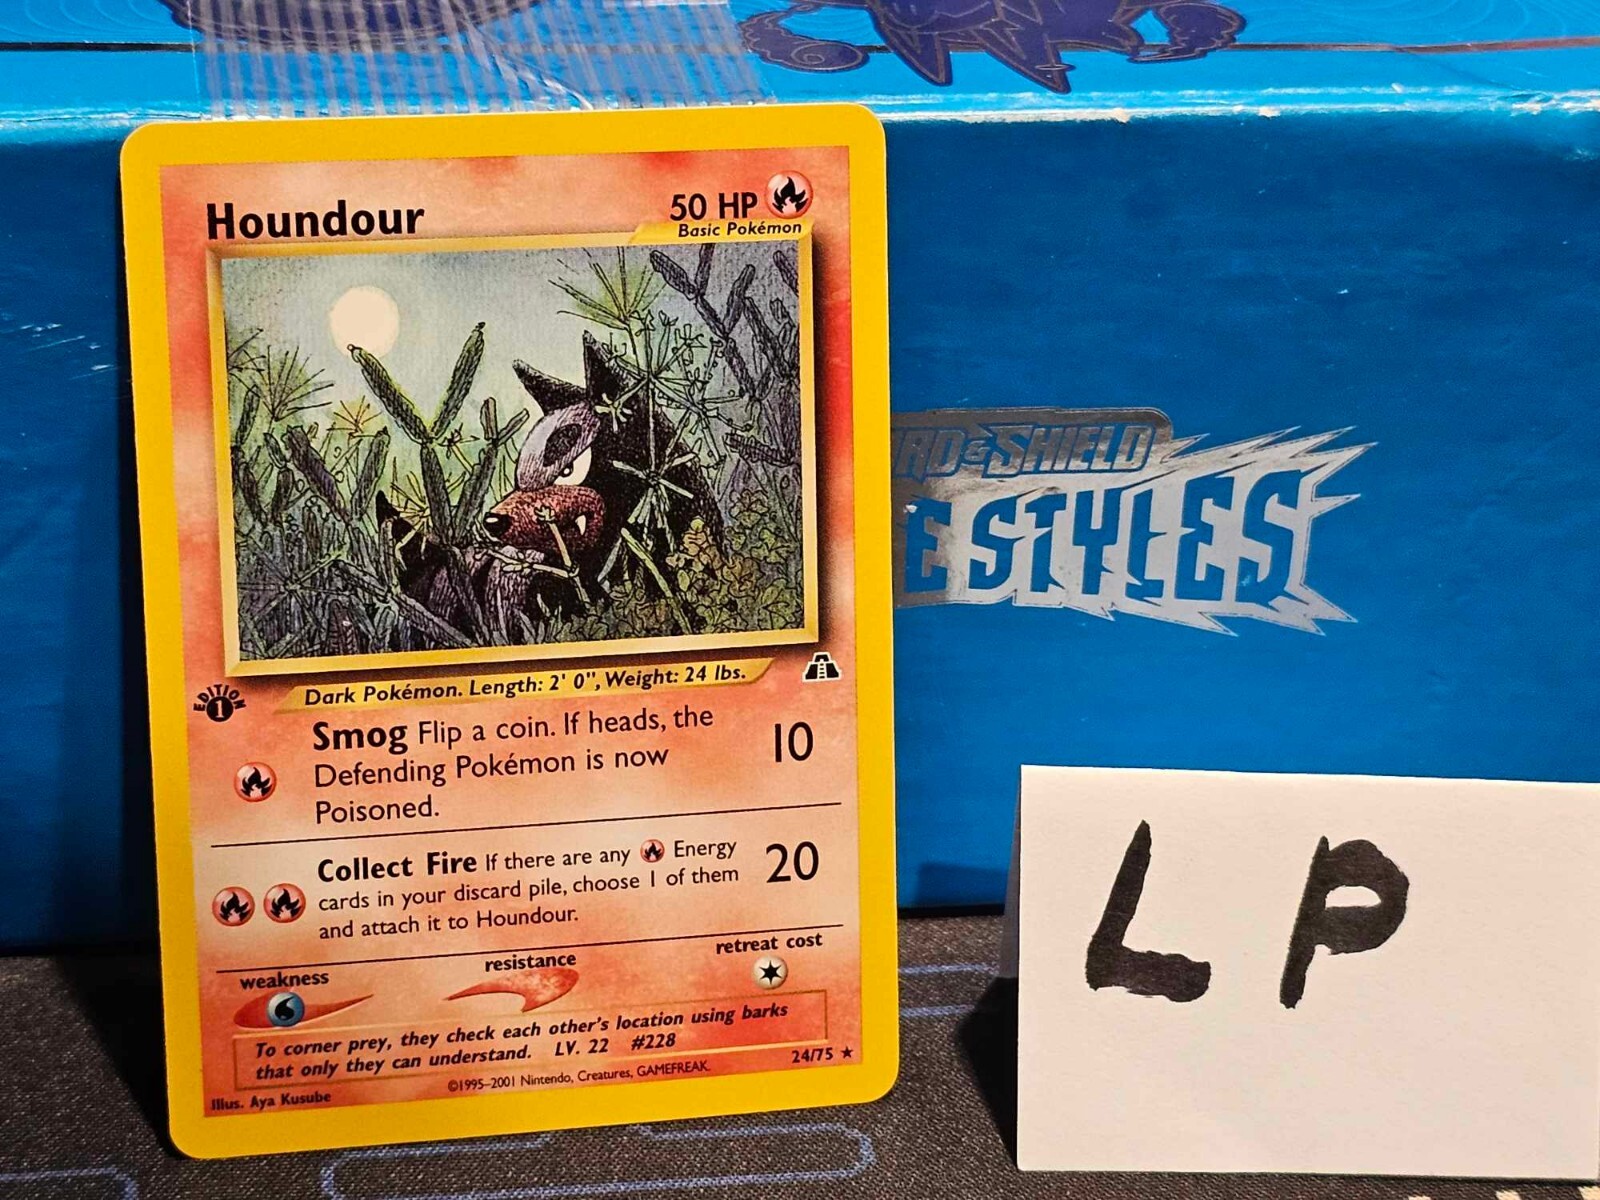 Houndour
50 HP
Basic Pokémon
Dark Pokémon. Length: 2' 0", Weight: 24 lbs.
EDITION
1
Smog Flip a coin. If heads, the
Defending Pokémon is now
Poisoned.
10
Collect Fire If there are any Energy
cards in your discard pile, choose 1 of them
and attach it to Houndour.
20
weakness
resistance
retreat cost
To corner prey, they check each other's location using barks
that only they can understand. LV. 22 #228
Illus. Aya Kusube
©1995–2001 Nintendo, Creatures, GAMEFREAK.
24/75 ★
RD & SHIELD
E STYLES
LP